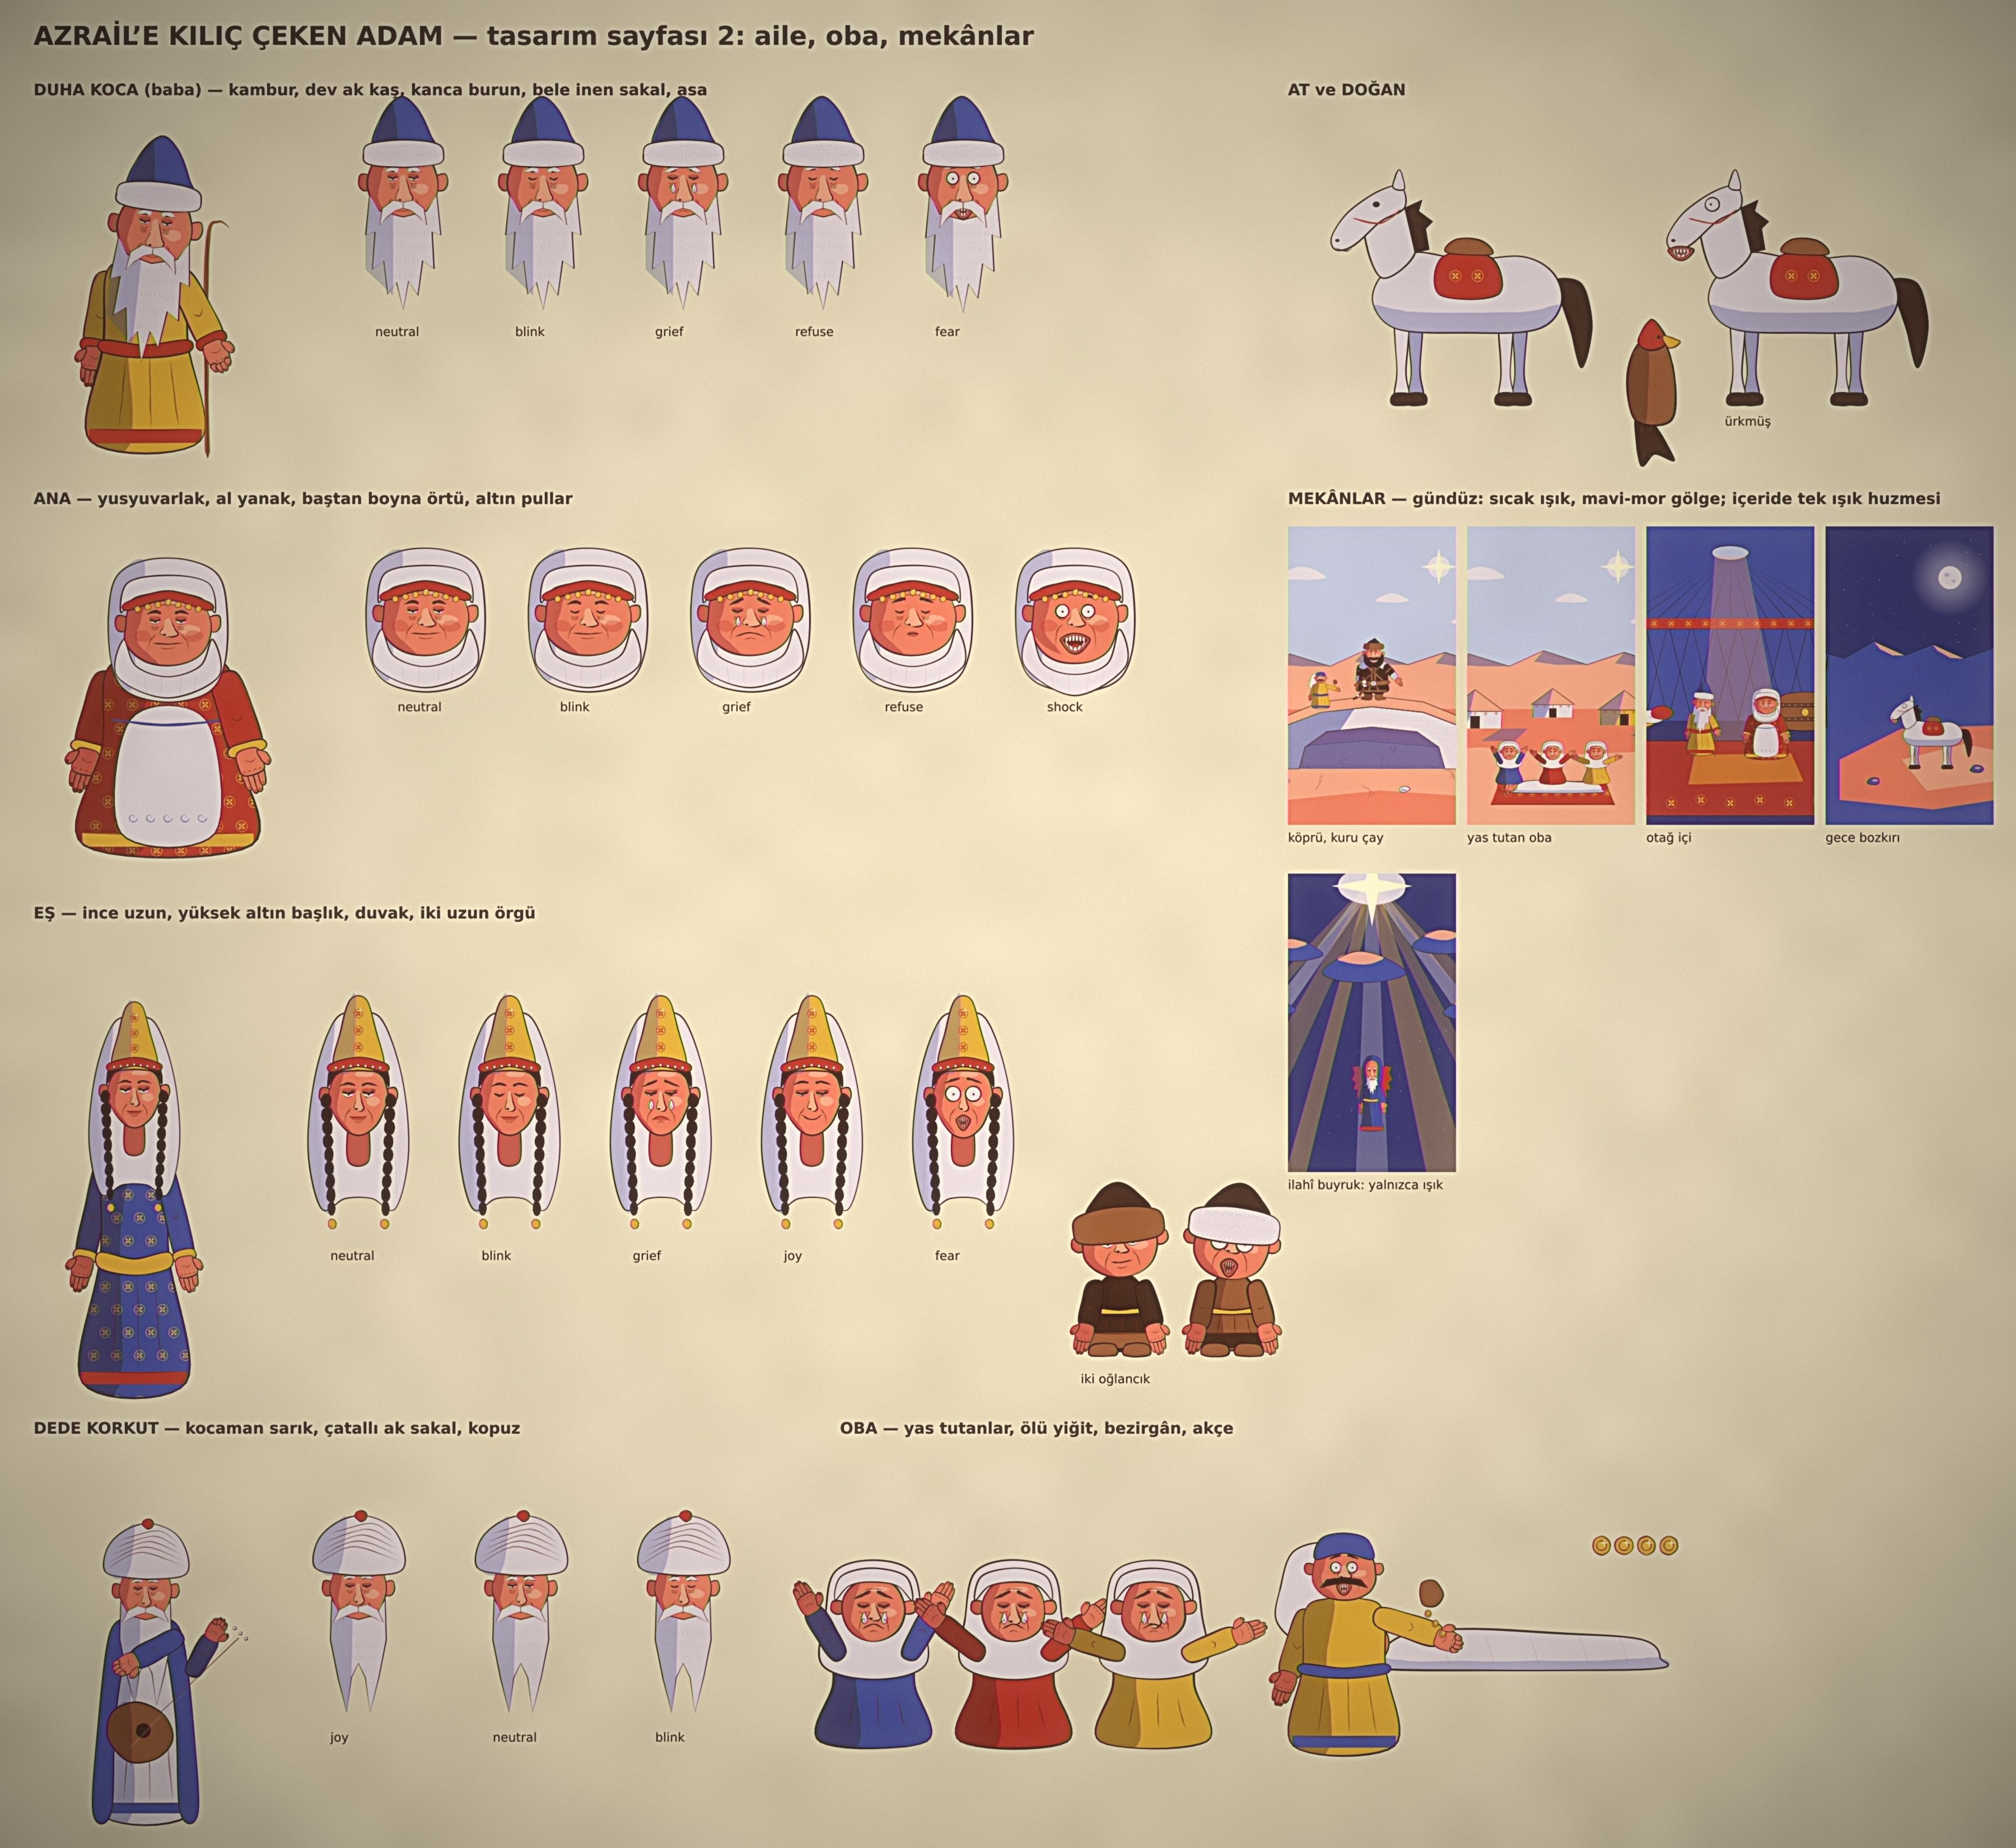 AZRAİL’E KILIÇ ÇEKEN ADAM — tasarım sayfası 2: aile, oba, mekânlar
DUHA KOCA (baba) — kambur, dev ak kaş, kanca burun, bele inen sakal, asa
neutral
blink
grief
refuse
fear
AT ve DOĞAN
ürkmüş
ANA — yusyuvarlak, al yanak, baştan boyna örtü, altın pullar
neutral
blink
grief
refuse
shock
MEKÂNLAR — gündüz: sıcak ışık, mavi-mor gölge; içeride tek ışık huzmesi
köprü, kuru çay
yas tutan oba
otağ içi
gece bozkırı
ilahî buyruk: yalnızca ışık
EŞ — ince uzun, yüksek altın başlık, duvak, iki uzun örgü
neutral
blink
grief
joy
fear
iki oğlancık
DEDE KORKUT — kocaman sarık, çatallı ak sakal, kopuz
joy
neutral
blink
OBA — yas tutanlar, ölü yiğit, bezirgân, akçe